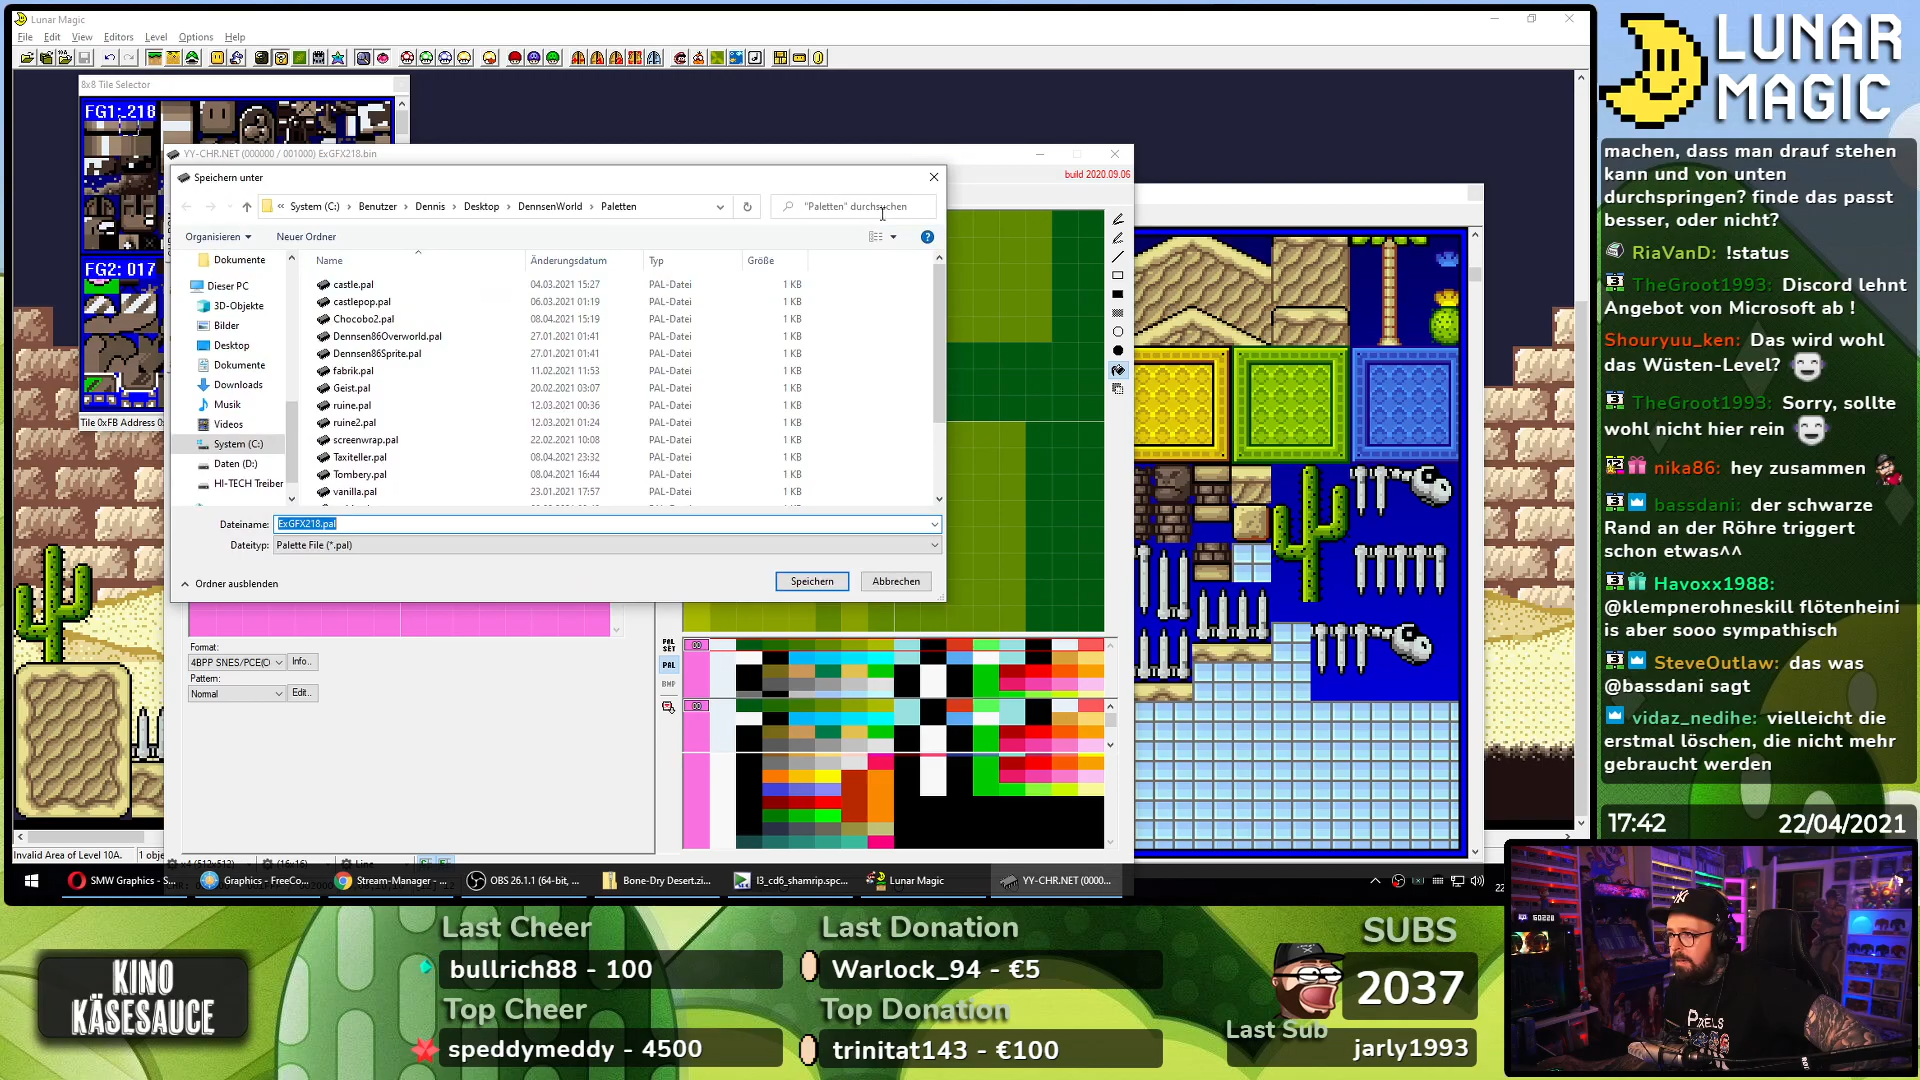 Lunar Magic
File Edit View Editors Level Options Help
8x8 Tile Selector
FG1: 218
FG2: 017
Tile 0xFB Address 0
YY-CHR.NET (000000 / 001000) ExGFX218.bin
build 2020.09.06
Speichern unter
« System (C:) › Benutzer › Dennis › Desktop › DennsenWorld › Paletten
"Paletten" durchsuchen
Organisieren
Neuer Ordner
Name Änderungsdatum Typ Größe
Dokumente
Dieser PC
3D-Objekte
Bilder
Desktop
Dokumente
Downloads
Musik
Videos
System (C:)
Daten (D:)
HI-TECH Treiber
castle.pal 04.03.2021 15:27 PAL-Datei 1 KB
castlepop.pal 06.03.2021 01:19 PAL-Datei 1 KB
Chocobo2.pal 08.04.2021 15:19 PAL-Datei 1 KB
Dennsen86Overworld.pal 27.01.2021 01:41 PAL-Datei 1 KB
Dennsen86Sprite.pal 27.01.2021 01:41 PAL-Datei 1 KB
fabrik.pal 11.02.2021 11:53 PAL-Datei 1 KB
Geist.pal 20.02.2021 03:07 PAL-Datei 1 KB
ruine.pal 12.03.2021 00:36 PAL-Datei 1 KB
ruine2.pal 12.03.2021 01:24 PAL-Datei 1 KB
screenwrap.pal 22.02.2021 10:08 PAL-Datei 1 KB
Taxiteller.pal 08.04.2021 23:32 PAL-Datei 1 KB
Tombery.pal 08.04.2021 16:44 PAL-Datei 1 KB
vanilla.pal 23.01.2021 17:57 PAL-Datei 1 KB
Dateiname: ExGFX218.pal
Dateityp: Palette File (*.pal)
Ordner ausblenden
Speichern
Abbrechen
Format:
4BPP SNES/PCE(C
Info..
Pattern:
Normal
Edit..
PAL SET
PAL
BMP
00
00
Invalid Area of Level 10A.
1 obje
SMW Graphics - S...
Graphics - FreeCo...
Stream-Manager - ...
OBS 26.1.1 (64-bit, ...
Bone-Dry Desert.zi...
l3_cd6_shamrip.spc...
Lunar Magic
YY-CHR.NET (0000...
LUNAR
MAGIC
machen, dass man drauf stehen
kann und von unten
durchspringen? finde das passt
besser, oder nicht?
RiaVanD: !status
TheGroot1993: Discord lehnt
Angebot von Microsoft ab !
Shouryuu_ken: Das wird wohl
das Wüsten-Level?
TheGroot1993: Sorry, sollte
wohl nicht hier rein
nika86: hey zusammen
bassdani: der schwarze
Rand an der Röhre triggert
schon etwas^^
Havoxx1988:
@klempnerohneskill flötenheini
is aber sooo sympathisch
SteveOutlaw: das was
@bassdani sagt
vidaz_nedihe: vielleicht die
erstmal löschen, die nicht mehr
gebraucht werden
17:42 22/04/2021
KINO
KÄSESAUCE
Last Cheer
bullrich88 - 100
Top Cheer
speddymeddy - 4500
Last Donation
Warlock_94 - €5
Top Donation
trinitat143 - €100
SUBS
2037
Last Sub
jarly1993